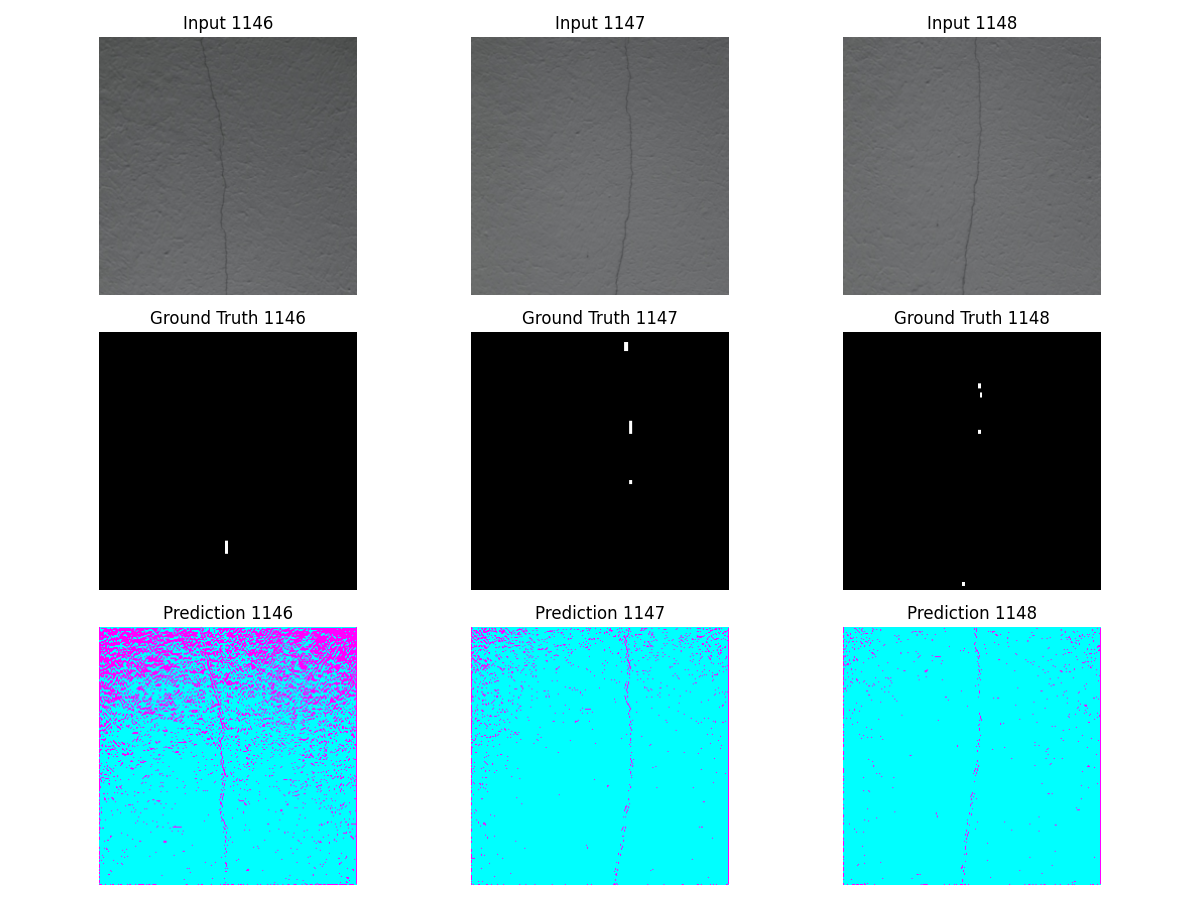 Input 1146
Input 1147
Input 1148
Ground Truth 1146
Ground Truth 1147
Ground Truth 1148
Prediction 1146
Prediction 1147
Prediction 1148